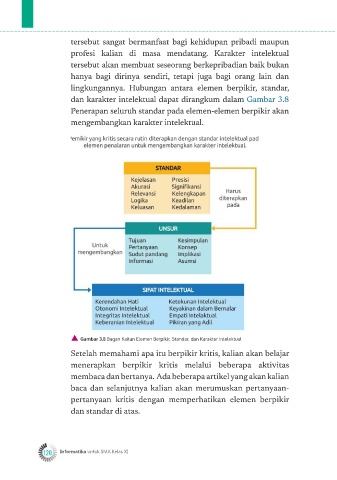 tersebut sangat bermanfaat bagi kehidupan pribadi maupun
profesi kalian di masa mendatang. Karakter intelektual
tersebut akan membuat seseorang berkepribadian baik bukan
hanya bagi dirinya sendiri, tetapi juga bagi orang lain dan
lingkungannya. Hubungan antara elemen berpikir, standar,
dan karakter intelektual dapat dirangkum dalam Gambar 3.8
Penerapan seluruh standar pada elemen-elemen berpikir akan
mengembangkan karakter intelektual.
Pemikir yang kritis secara rutin diterapkan dengan standar intelektual pad
elemen penalaran untuk mengembangkan karakter intelektual.
STANDAR
Kejelasan Presisi
Akurasi Signifikansi
Relevansi Kelengkapan
Logika Keadilan
Keluasan Kedalaman
Harus
diterapkan
pada
UNSUR
Tujuan Kesimpulan
Pertanyaan Konsep
Sudut pandang Implikasi
Informasi Asumsi
Untuk
mengembangkan
SIFAT INTELEKTUAL
Kerendahan Hati Ketekunan Intelektual
Otonomi Intelektual Keyakinan dalam Bernalar
Integritas Intelektual Empati Intelektual
Keberanian Intelektual Pikiran yang Adil
Gambar 3.8 Bagan Kaitan Elemen Berpikir, Standar, dan Karakter Intelektual
Setelah memahami apa itu berpikir kritis, kalian akan belajar
menerapkan berpikir kritis melalui beberapa aktivitas
membaca dan bertanya. Ada beberapa artikel yang akan kalian
baca dan selanjutnya kalian akan merumuskan pertanyaan-
pertanyaan kritis dengan memperhatikan elemen berpikir
dan standar di atas.
120 Informatika untuk SMA Kelas XI